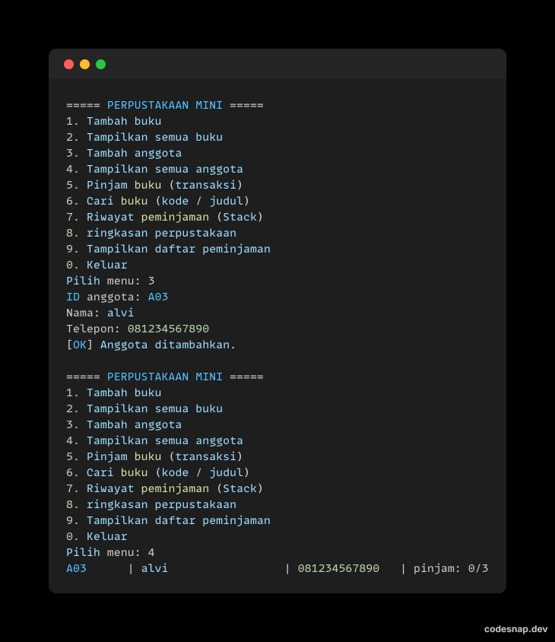 ===== PERPUSTAKAAN MINI =====
1. Tambah buku
2. Tampilkan semua buku
3. Tambah anggota
4. Tampilkan semua anggota
5. Pinjam buku (transaksi)
6. Cari buku (kode / judul)
7. Riwayat peminjaman (Stack)
8. ringkasan perpustakaan
9. Tampilkan daftar peminjaman
0. Keluar
Pilih menu: 3
ID anggota: A03
Nama: alvi
Telepon: 081234567890
[OK] Anggota ditambahkan.

===== PERPUSTAKAAN MINI =====
1. Tambah buku
2. Tampilkan semua buku
3. Tambah anggota
4. Tampilkan semua anggota
5. Pinjam buku (transaksi)
6. Cari buku (kode / judul)
7. Riwayat peminjaman (Stack)
8. ringkasan perpustakaan
9. Tampilkan daftar peminjaman
0. Keluar
Pilih menu: 4
A03      | alvi                 | 081234567890   | pinjam: 0/3
codesnap.dev